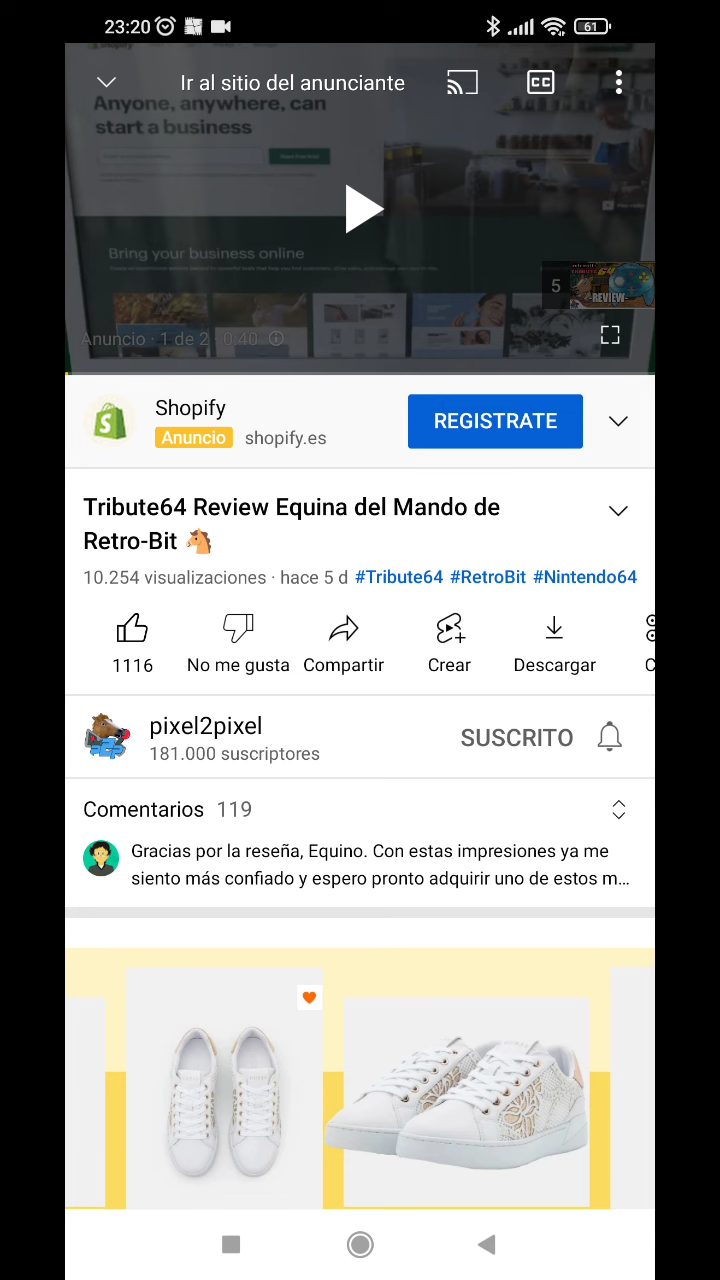 23:20
61
shopify
Ir al sitio del anunciante
CC
Anyone, anywhere, can
start a business
Bring your business online
5
-REVIEW-
Anuncio · 1 de 2 · 0:40
Shopify
Anuncio shopify.es
REGISTRATE
Tribute64 Review Equina del Mando de
Retro-Bit
10.254 visualizaciones · hace 5 d #Tribute64 #RetroBit #Nintendo64
1116
No me gusta
Compartir
Crear
Descargar
C
pixel2pixel
181.000 suscriptores
SUSCRITO
Comentarios 119
Gracias por la reseña, Equino. Con estas impresiones ya me
siento más confiado y espero pronto adquirir uno de estos m...